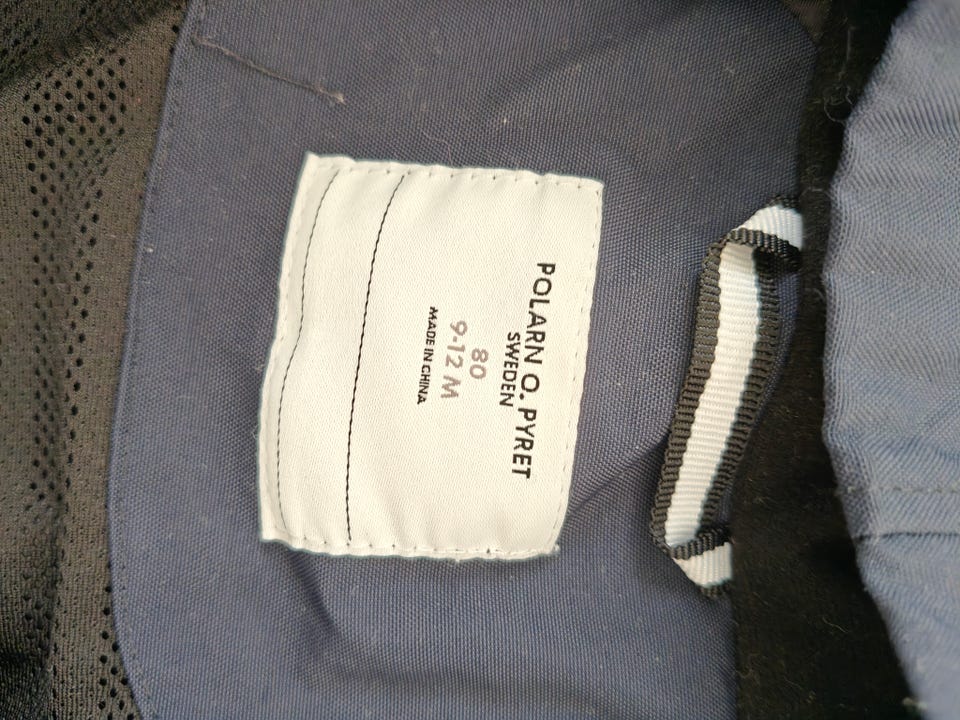 POLARN O. PYRET
SWEDEN
80
9-12 M
MADE IN CHINA